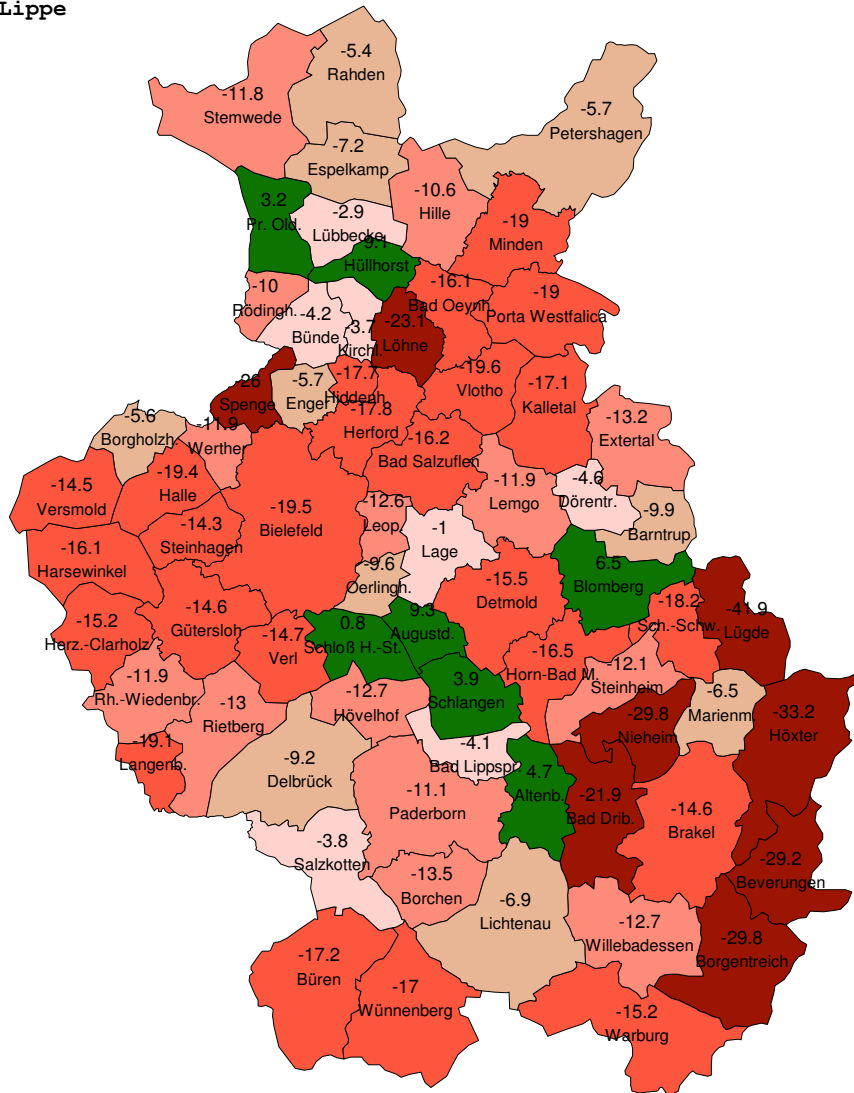 Lippe
-5.4
Rahden
-11.8
Stemwede
-5.7
Petershagen
-7.2
Espelkamp
-10.6
Hille
3.2
Pr. Old.
-2.9
Lübbecke
-19
Minden
9.1
Hüllhorst
-10
Rödingh.
-16.1
Bad Oeynh.
-19
Porta Westfalica
-4.2
Bünde
-3.7
Kirchl.
-23.1
Löhne
-26
Spenge
-5.7
Enger
-17.7
Hiddenh.
-19.6
Vlotho
-17.1
Kalletal
-17.8
Herford
-13.2
Extertal
-5.6
Borgholzh.
-11.9
Werther
-16.2
Bad Salzuflen
-14.5
Versmold
-19.4
Halle
-11.9
Lemgo
-4.6
Dörentr.
-9.9
Barntrup
-19.5
Bielefeld
-12.6
Leop.
-14.3
Steinhagen
-1
Lage
-16.1
Harsewinkel
-9.6
Oerlingh.
6.5
Blomberg
-15.5
Detmold
-18.2
Sch.-Schw.
-41.9
Lügde
-15.2
Herz.-Clarholz
-14.6
Gütersloh
-14.7
Verl
0.8
Schloß H.-St.
9.3
Augustd.
-16.5
Horn-Bad M.
-12.1
Steinheim
-11.9
Rh.-Wiedenbr.
-13
Rietberg
-12.7
Hövelhof
3.9
Schlangen
-29.8
Nieheim
-6.5
Marienm.
-33.2
Höxter
-19.1
Langenb.
-9.2
Delbrück
-4.1
Bad Lippspr.
4.7
Altenb.
-21.9
Bad Drib.
-14.6
Brakel
-11.1
Paderborn
-3.8
Salzkotten
-29.2
Beverungen
-13.5
Borchen
-6.9
Lichtenau
-12.7
Willebadessen
-29.8
Borgentreich
-17.2
Büren
-17
Wünnenberg
-15.2
Warburg